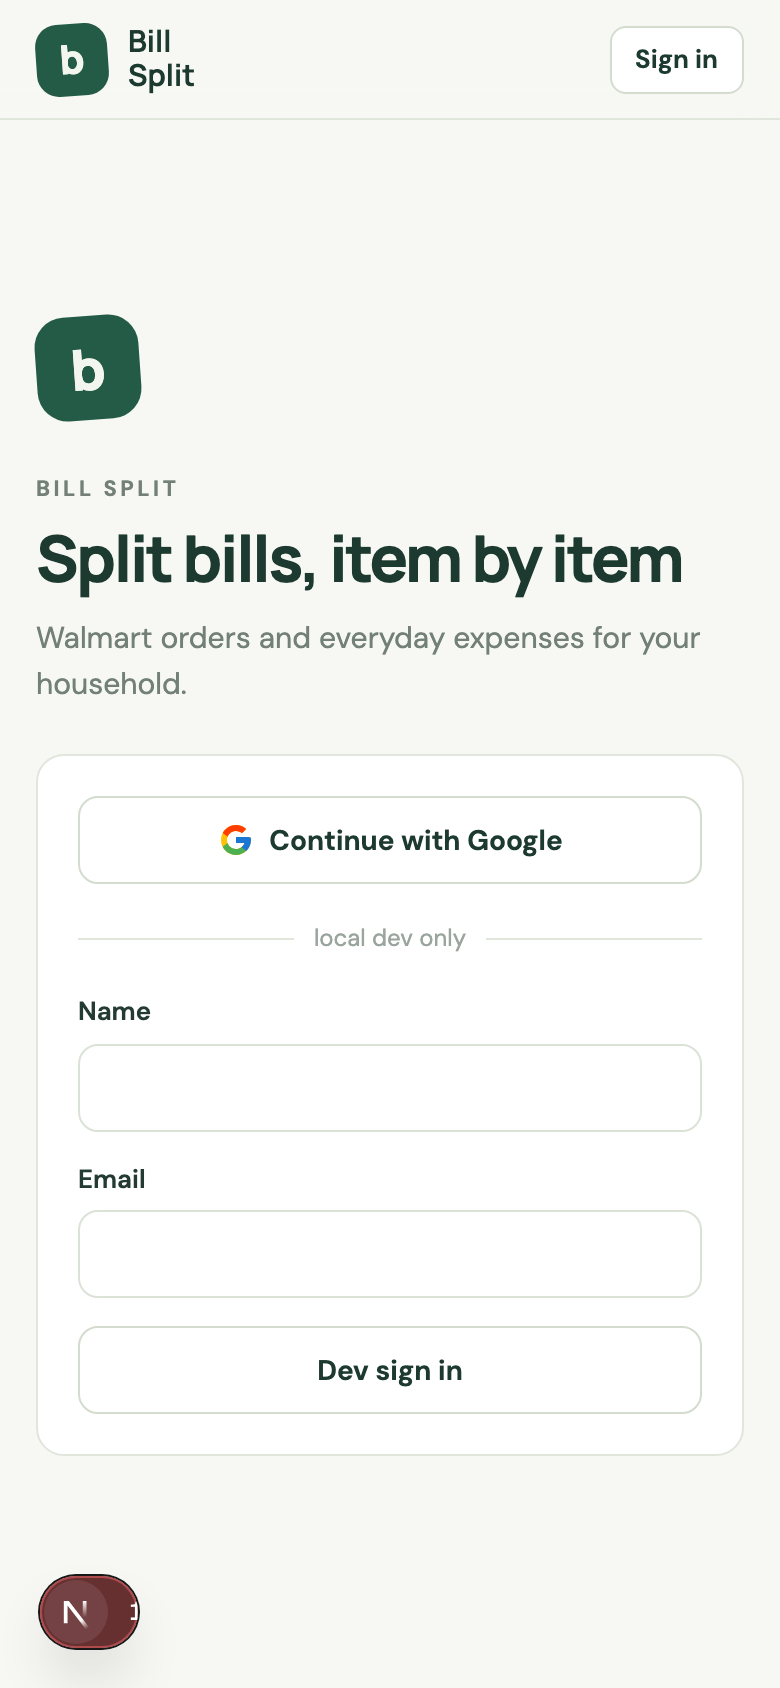 b
Bill
Split
Sign in
b
BILL SPLIT
Split bills, item by item
Walmart orders and everyday expenses for your
household.
Continue with Google
local dev only
Name
Email
Dev sign in
N